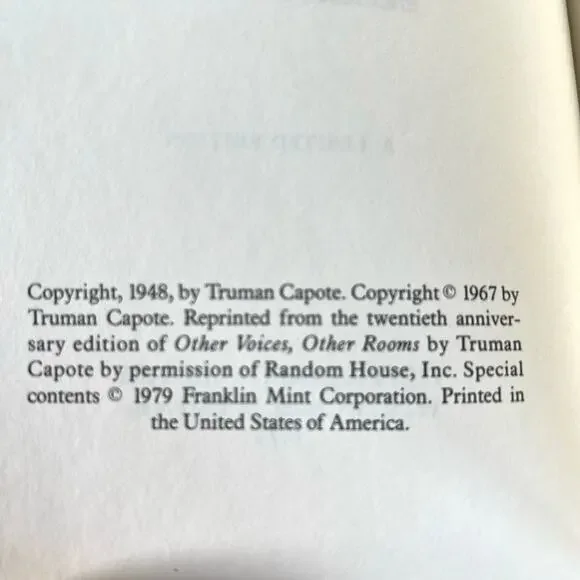 Copyright, 1948, by Truman Capote. Copyright © 1967 by
Truman Capote. Reprinted from the twentieth anniver-
sary edition of Other Voices, Other Rooms by Truman
Capote by permission of Random House, Inc. Special
contents © 1979 Franklin Mint Corporation. Printed in
the United States of America.